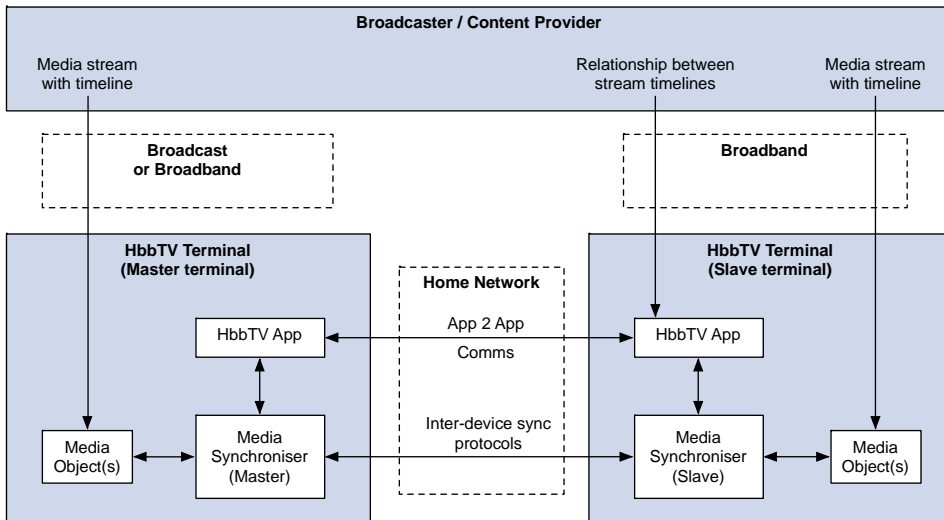 Broadcaster / Content Provider
Media stream
with timeline
Relationship between
stream timelines
Media stream
with timeline
Broadcast
or Broadband
Broadband
HbbTV Terminal
(Master terminal)
HbbTV Terminal
(Slave terminal)
Home Network
HbbTV App
App 2 App
Comms
HbbTV App
Media
Object(s)
Media
Synchroniser
(Master)
Inter-device sync
protocols
Media
Synchroniser
(Slave)
Media
Object(s)